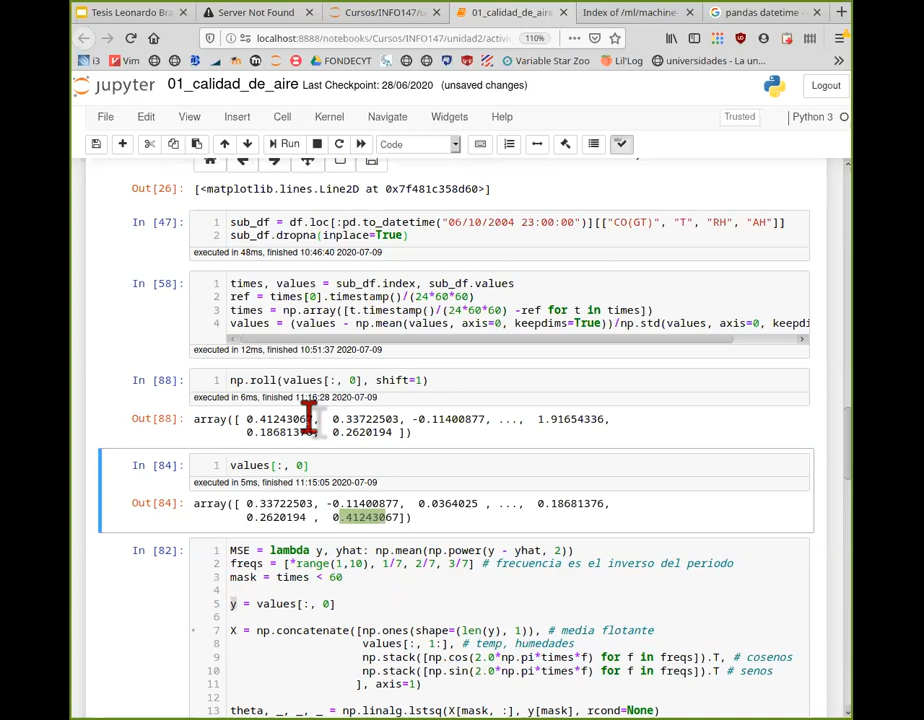 Tesis Leonardo Bra
Server Not Found
Cursos/INFO147/u
01_calidad_de_aire
Index of /ml/machine-
pandas datetime -
localhost:8888/notebooks/Cursos/INFO147/unidad2/activ
110%
i3
Vim
FONDECYT
Variable Star Zoo
Lil'Log
universidades - La un...
jupyter
01_calidad_de_aire Last Checkpoint: 28/06/2020 (unsaved changes)
Logout
File Edit View Insert Cell Kernel Navigate Widgets Help
Trusted
Python 3
Run
Code
Out[26]: [<matplotlib.lines.Line2D at 0x7f481c358d60>]
In [47]: 1 sub_df = df.loc[:pd.to_datetime("06/10/2004 23:00:00")][["CO(GT)", "T", "RH", "AH"]]
2 sub_df.dropna(inplace=True)
executed in 48ms, finished 10:46:40 2020-07-09
In [58]: 1 times, values = sub_df.index, sub_df.values
2 ref = times[0].timestamp()/(24*60*60)
3 times = np.array([t.timestamp()/(24*60*60) -ref for t in times])
4 values = (values - np.mean(values, axis=0, keepdims=True))/np.std(values, axis=0, keepdi
executed in 12ms, finished 10:51:37 2020-07-09
In [88]: 1 np.roll(values[:, 0], shift=1)
executed in 6ms, finished 11:16:28 2020-07-09
Out[88]: array([ 0.41243067, 0.33722503, -0.11400877, ..., 1.91654336,
0.18681376, 0.2620194 ])
In [84]: 1 values[:, 0]
executed in 5ms, finished 11:15:05 2020-07-09
Out[84]: array([ 0.33722503, -0.11400877, 0.0364025 , ..., 0.18681376,
0.2620194 , 0.41243067])
In [82]: 1 MSE = lambda y, yhat: np.mean(np.power(y - yhat, 2))
2 freqs = [*range(1,10), 1/7, 2/7, 3/7] # frecuencia es el inverso del periodo
3 mask = times < 60
4
5 y = values[:, 0]
6
7 X = np.concatenate([np.ones(shape=(len(y), 1)), # media flotante
8 values[:, 1:], # temp, humedades
9 np.stack([np.cos(2.0*np.pi*times*f) for f in freqs]).T, # cosenos
10 np.stack([np.sin(2.0*np.pi*times*f) for f in freqs]).T # senos
11 ], axis=1)
12
13 theta, _, _, _ = np.linalg.lstsq(X[mask, :], y[mask], rcond=None)